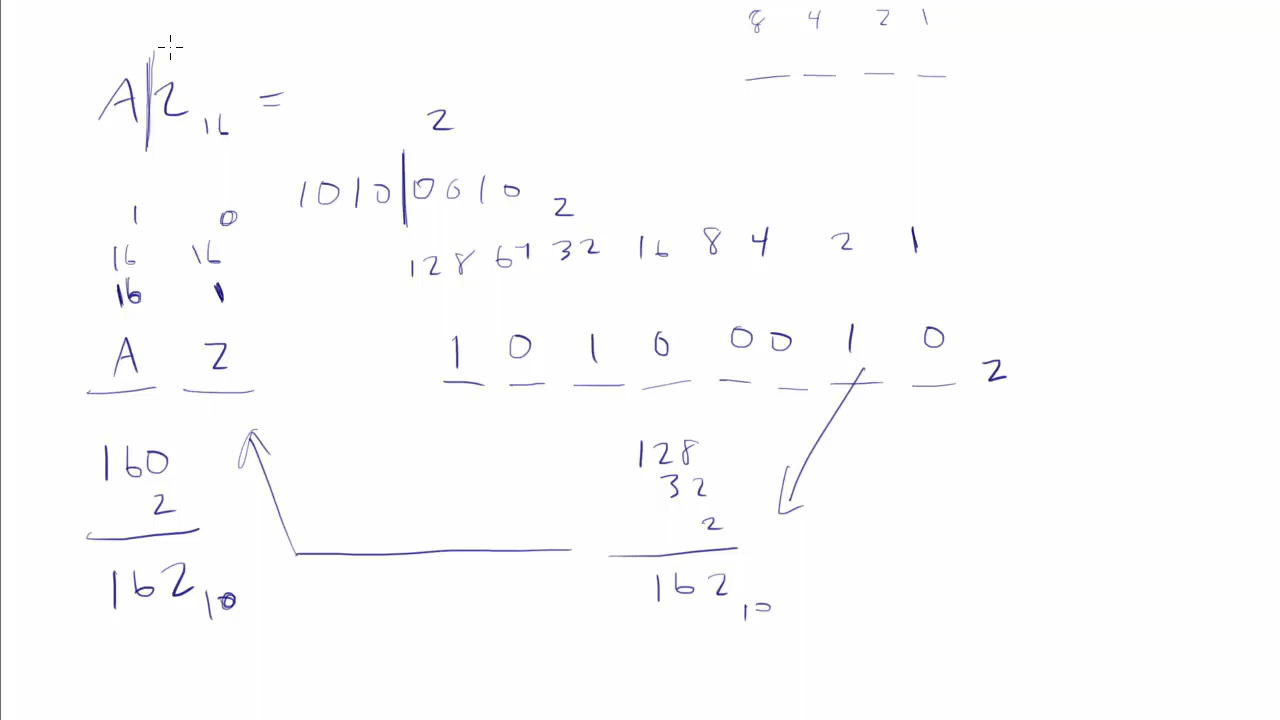 8 4 2 1
A|2 16 =
2
1010|0010 2
1 0
16 16
128 64 32 16 8 4 2 1
16 1
A 2
1 0 1 0 0 0 1 0 2
160
2
162 10
128
32
2
162 10